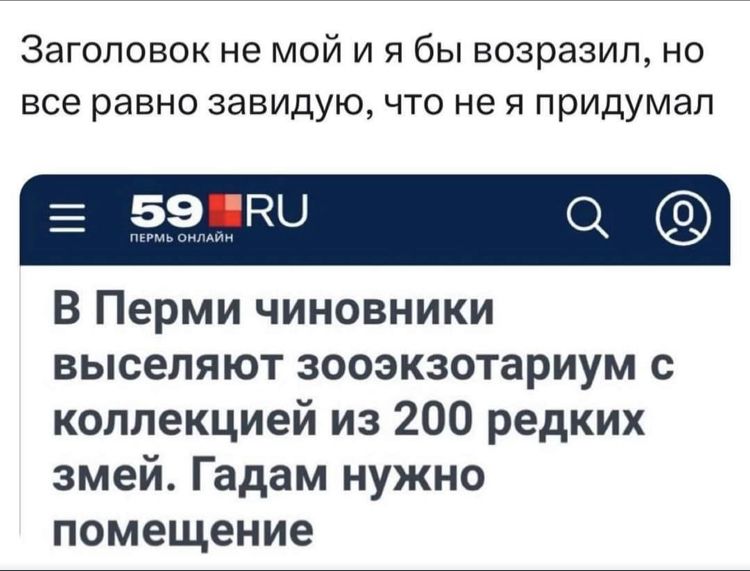 Заголовок не мой и я бы возразил, но
все равно завидую, что не я придумал
59 RU
ПЕРМЬ ОНЛАЙН
В Перми чиновники
выселяют зооэкзотариум с
коллекцией из 200 редких
змей. Гадам нужно
помещение